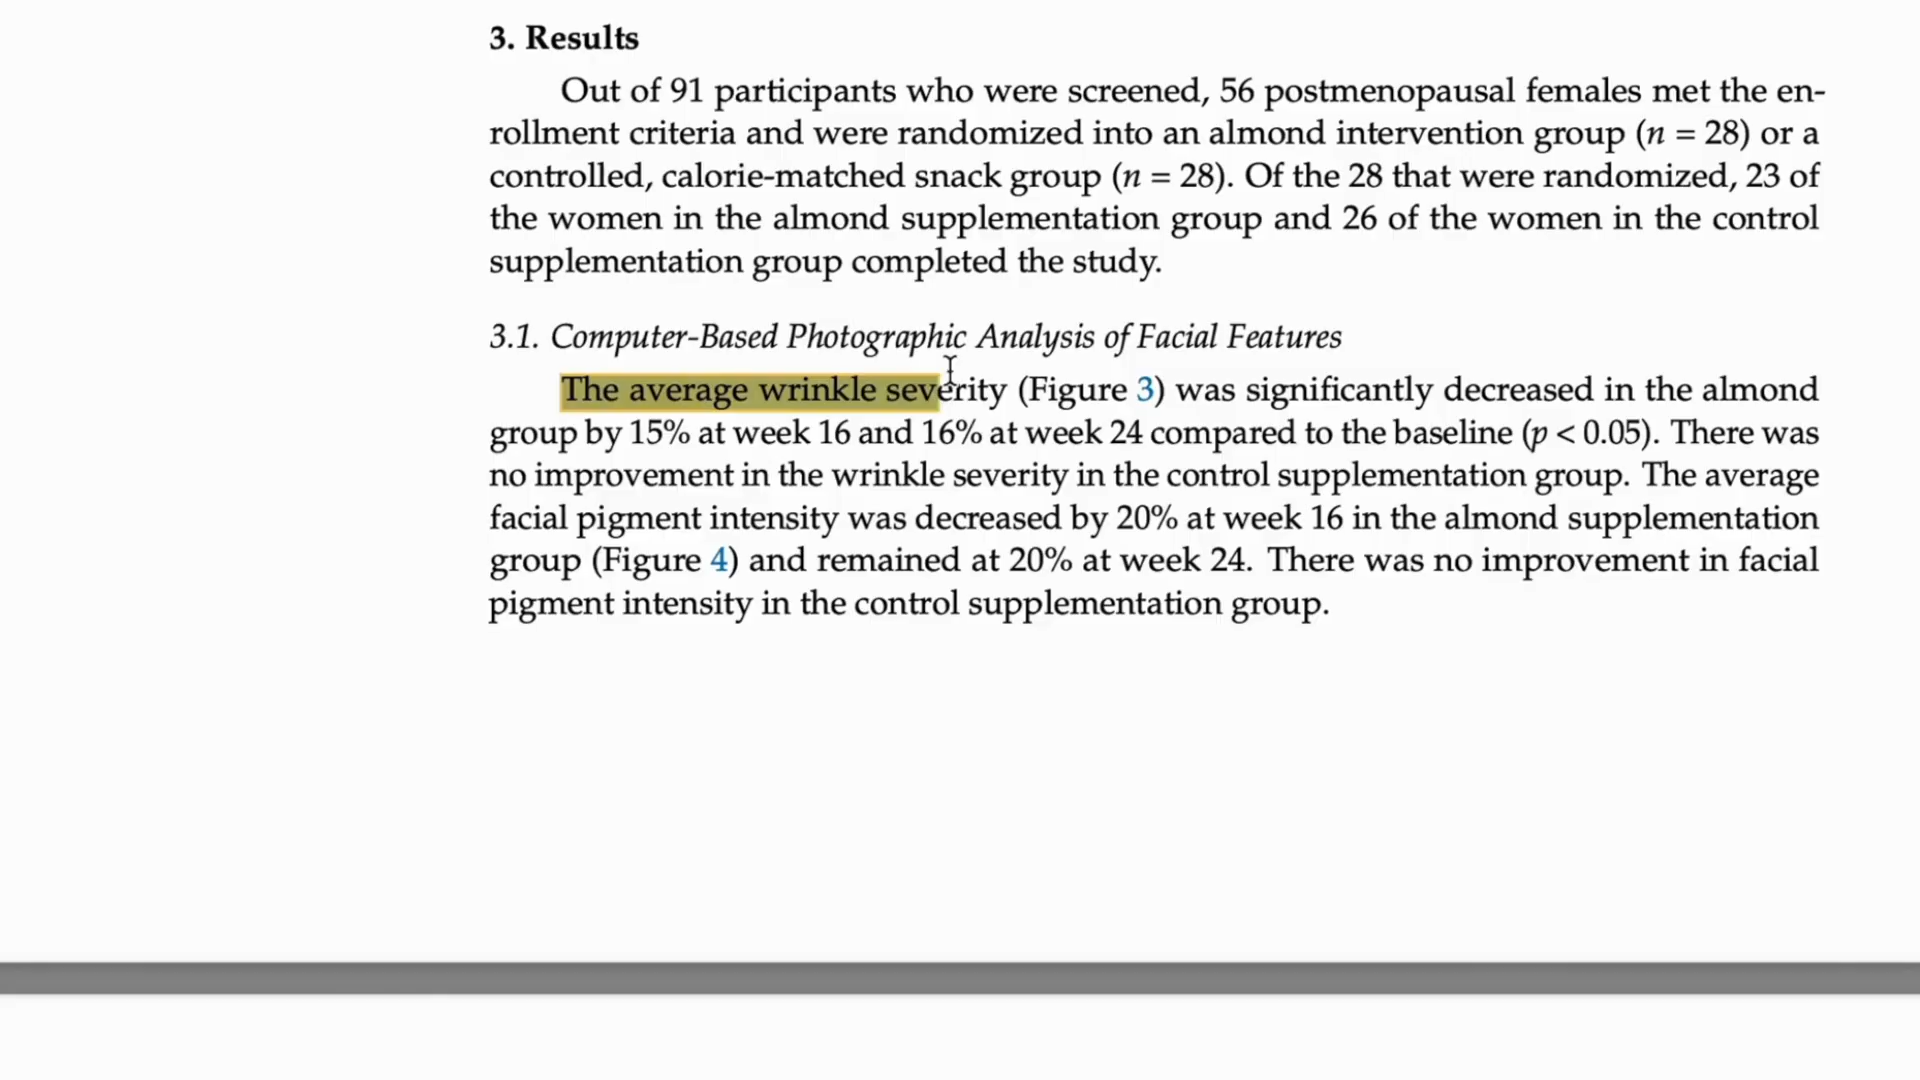 3. Results
Out of 91 participants who were screened, 56 postmenopausal females met the en-
rollment criteria and were randomized into an almond intervention group (n = 28) or a
controlled, calorie-matched snack group (n = 28). Of the 28 that were randomized, 23 of
the women in the almond supplementation group and 26 of the women in the control
supplementation group completed the study.
3.1. Computer-Based Photographic Analysis of Facial Features
The average wrinkle severity (Figure 3) was significantly decreased in the almond
group by 15% at week 16 and 16% at week 24 compared to the baseline (p < 0.05). There was
no improvement in the wrinkle severity in the control supplementation group. The average
facial pigment intensity was decreased by 20% at week 16 in the almond supplementation
group (Figure 4) and remained at 20% at week 24. There was no improvement in facial
pigment intensity in the control supplementation group.